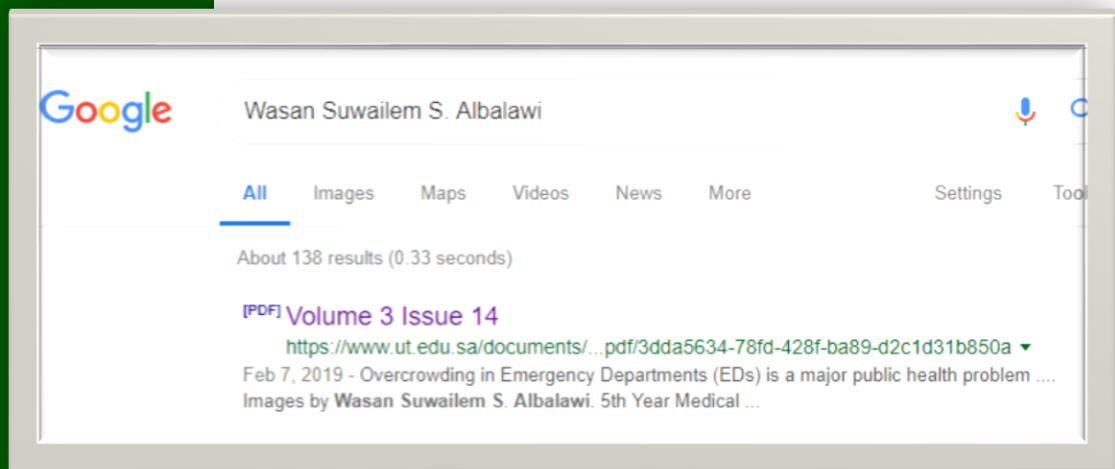 Google
Wasan Suwailem S. Albalawi
All Images Maps Videos News More Settings Tool
About 138 results (0.33 seconds)
[PDF] Volume 3 Issue 14
https://www.ut.edu.sa/documents/...pdf/3dda5634-78fd-428f-ba89-d2c1d31b850a
Feb 7, 2019 - Overcrowding in Emergency Departments (EDs) is a major public health problem ....
Images by Wasan Suwailem S. Albalawi. 5th Year Medical ...